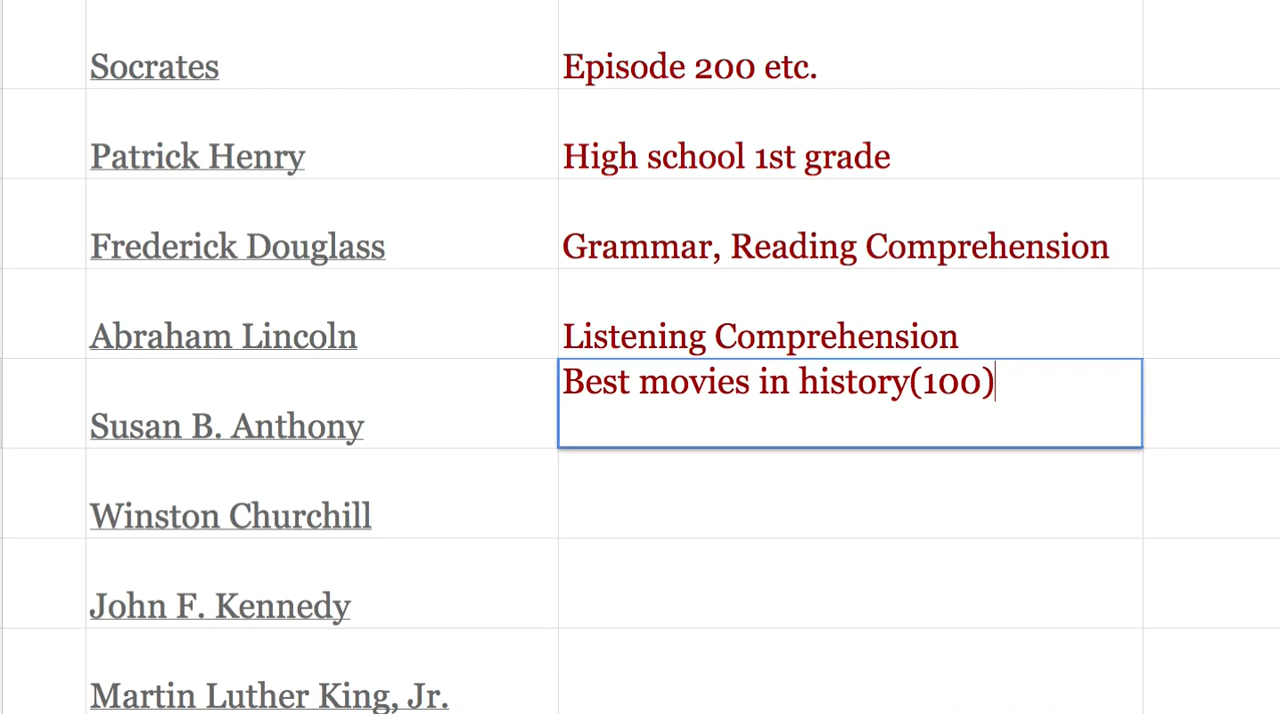 Socrates Episode 200 etc.
Patrick Henry High school 1st grade
Frederick Douglass Grammar, Reading Comprehension
Abraham Lincoln Listening Comprehension
Best movies in history(100)
Susan B. Anthony
Winston Churchill
John F. Kennedy
Martin Luther King, Jr.